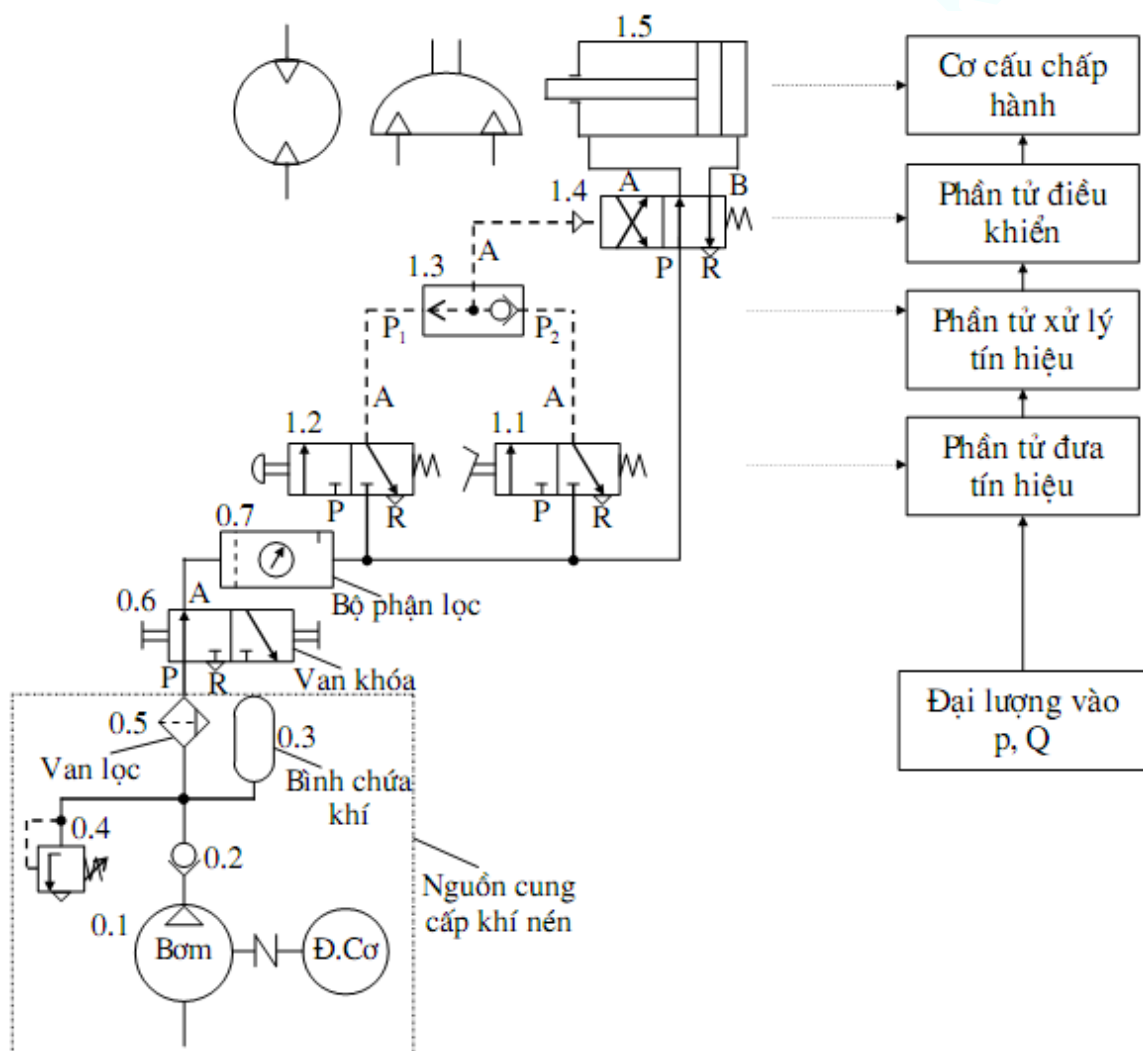 1.5
Cơ cấu chấp
hành
1.4
A
B
P
R
Phần tử điều
khiển
1.3
A
P₁
P₂
Phần tử xử lý
tín hiệu
1.2
A
P
R
1.1
A
P
R
Phần tử đưa
tín hiệu
0.7
Bộ phận lọc
0.6
A
P
R
Van khóa
Đại lượng vào
p, Q
0.5
Van lọc
0.3
Bình chứa
khí
0.4
0.2
Nguồn cung
cấp khí nén
0.1
Bơm
Đ.Cơ